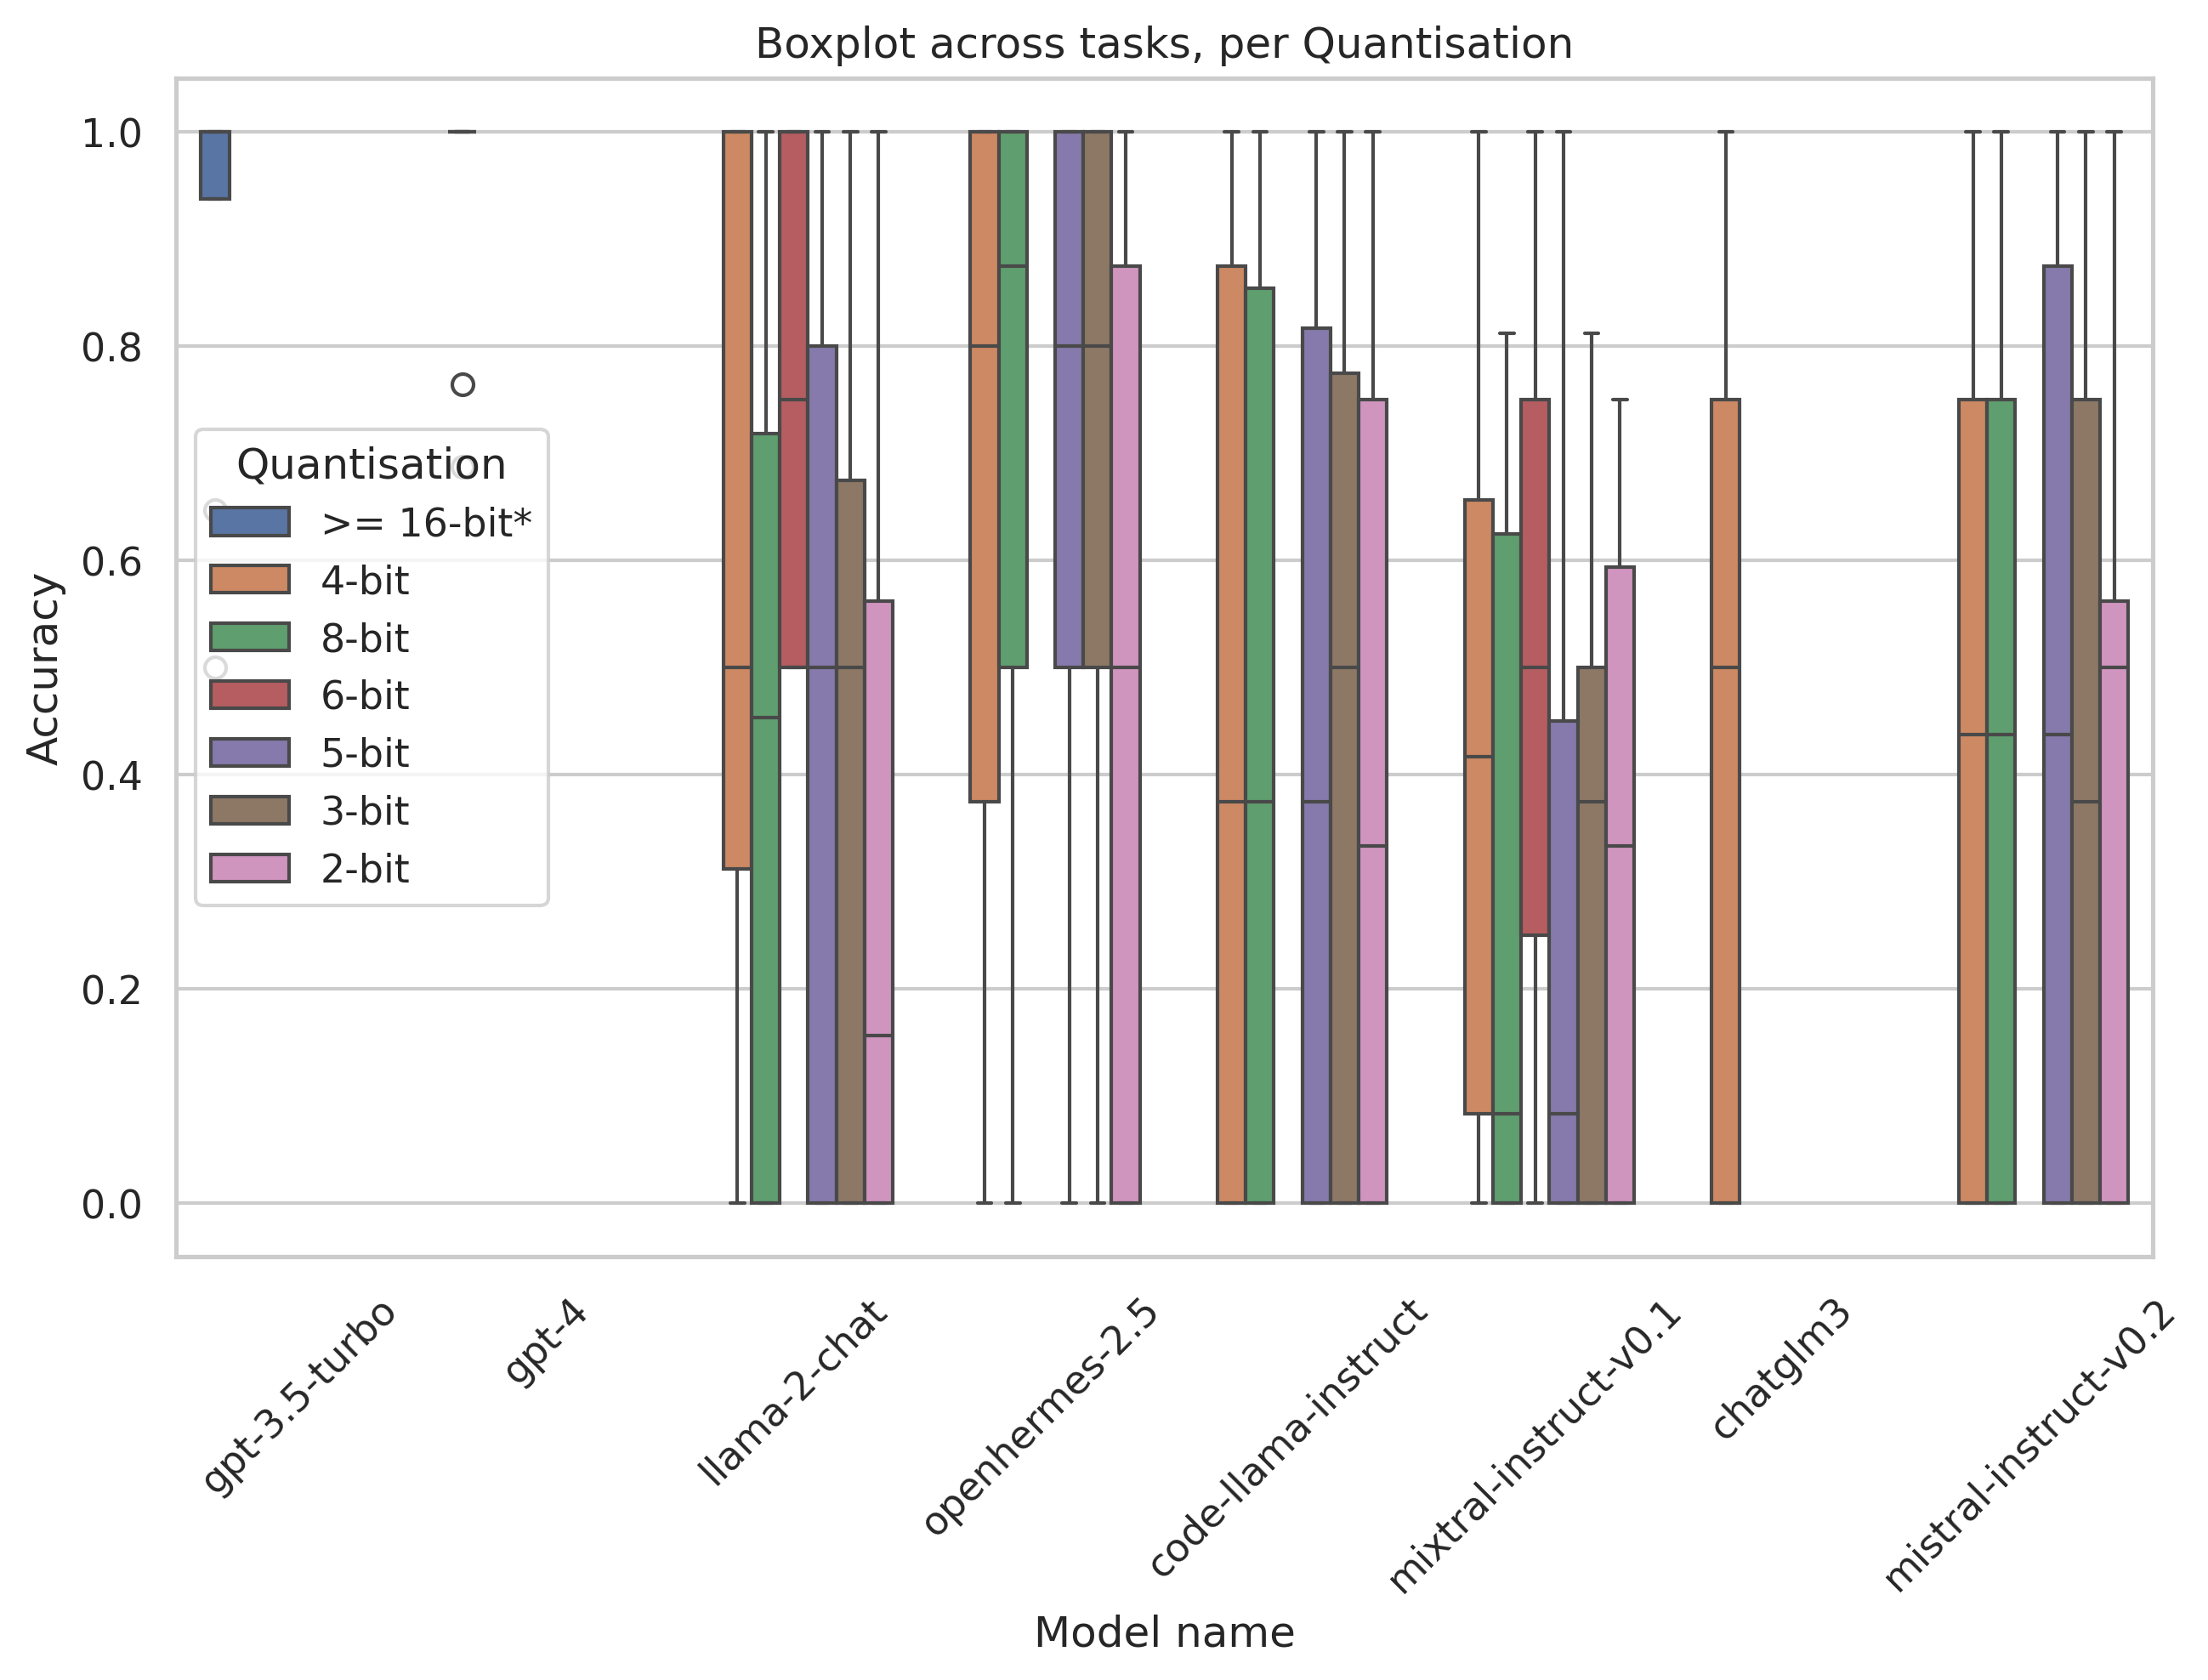 Boxplot across tasks, per Quantisation
1.0
0.8
0.6
0.4
0.2
0.0
Accuracy
Quantisation
>= 16-bit*
4-bit
8-bit
6-bit
5-bit
3-bit
2-bit
gpt-3.5-turbo
gpt-4
llama-2-chat
openhermes-2.5
code-llama-instruct
mixtral-instruct-v0.1
chatglm3
mistral-instruct-v0.2
Model name